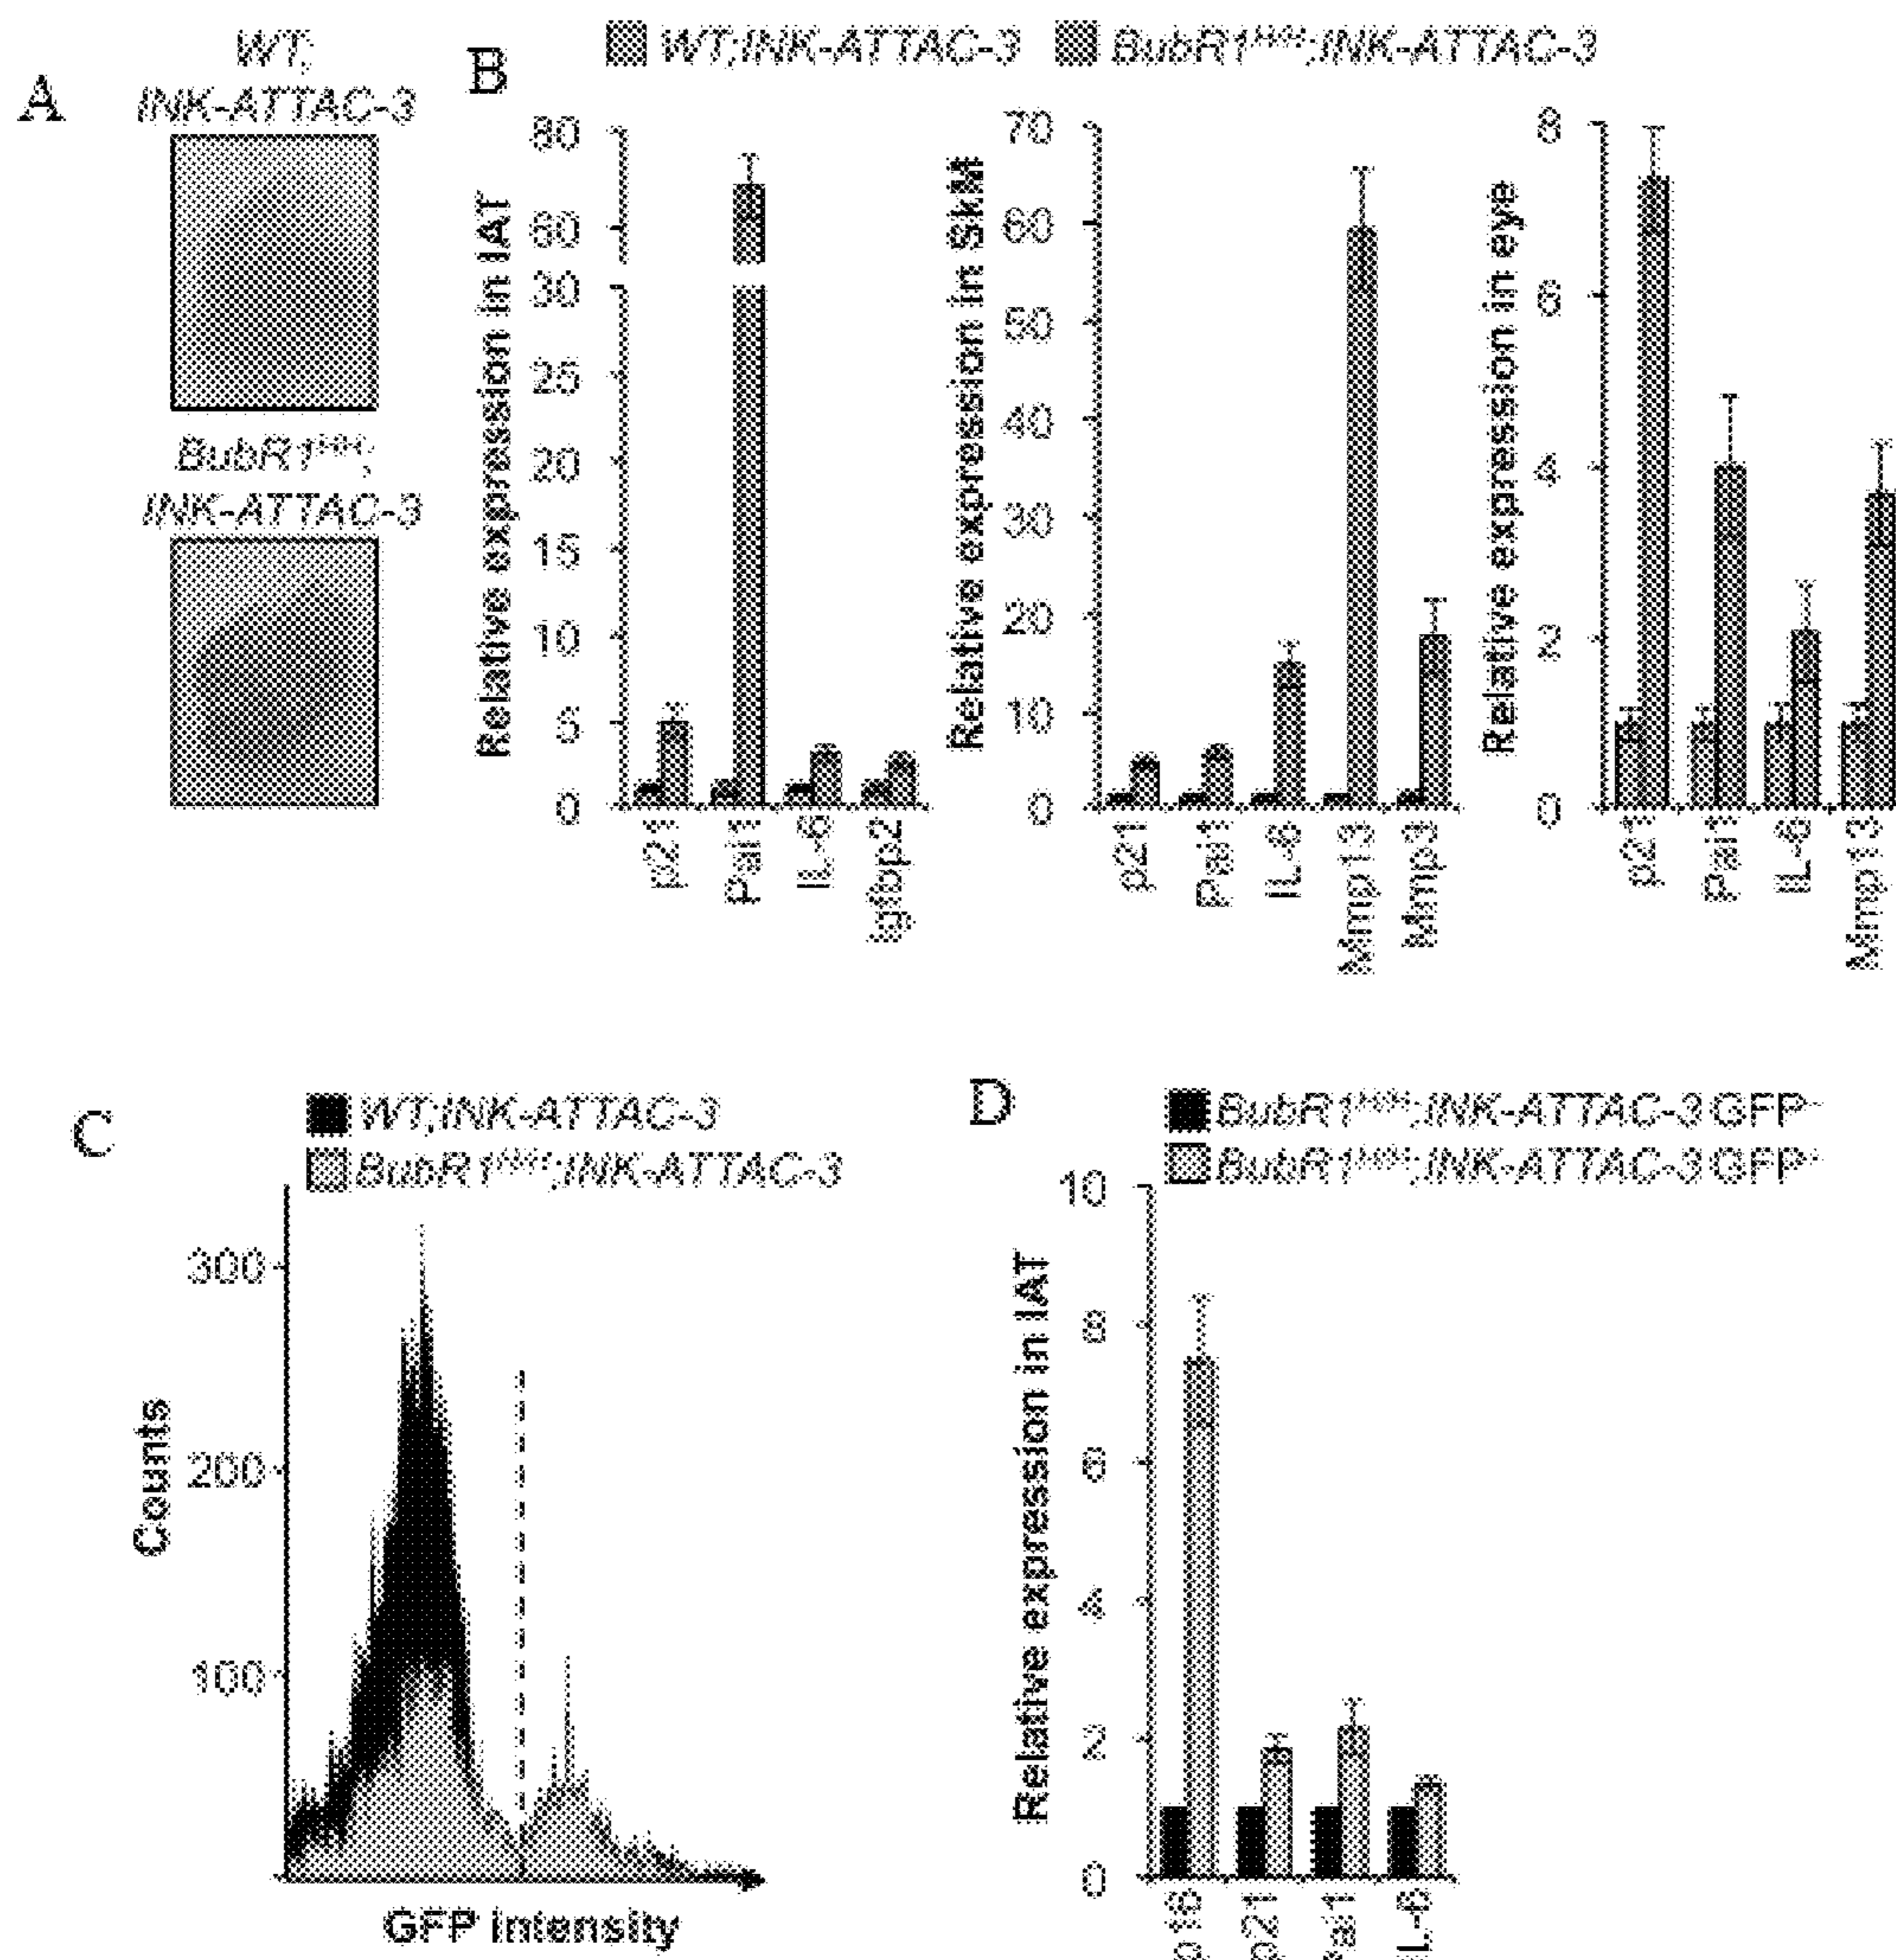 A
WT;
INK-ATTAC-3
BubR1H/H;
INK-ATTAC-3
B
WT;INK-ATTAC-3
BubR1H/H;INK-ATTAC-3
Relative expression in IAT
80
60
30
25
20
15
10
5
0
p21
Pai1
IL-6
Igfbp2
Relative expression in SkM
70
60
50
40
30
20
10
0
p21
Pai1
IL-6
Mmp13
Mmp3
Relative expression in eye
8
6
4
2
0
p21
Pai1
IL-6
Mmp13
C
WT;INK-ATTAC-3
BubR1H/H;INK-ATTAC-3
Counts
300
200
100
GFP intensity
D
BubR1H/H;INK-ATTAC-3 GFP-
BubR1H/H;INK-ATTAC-3 GFP+
Relative expression in IAT
10
8
6
4
2
0
p16
p21
Pai1
IL-6